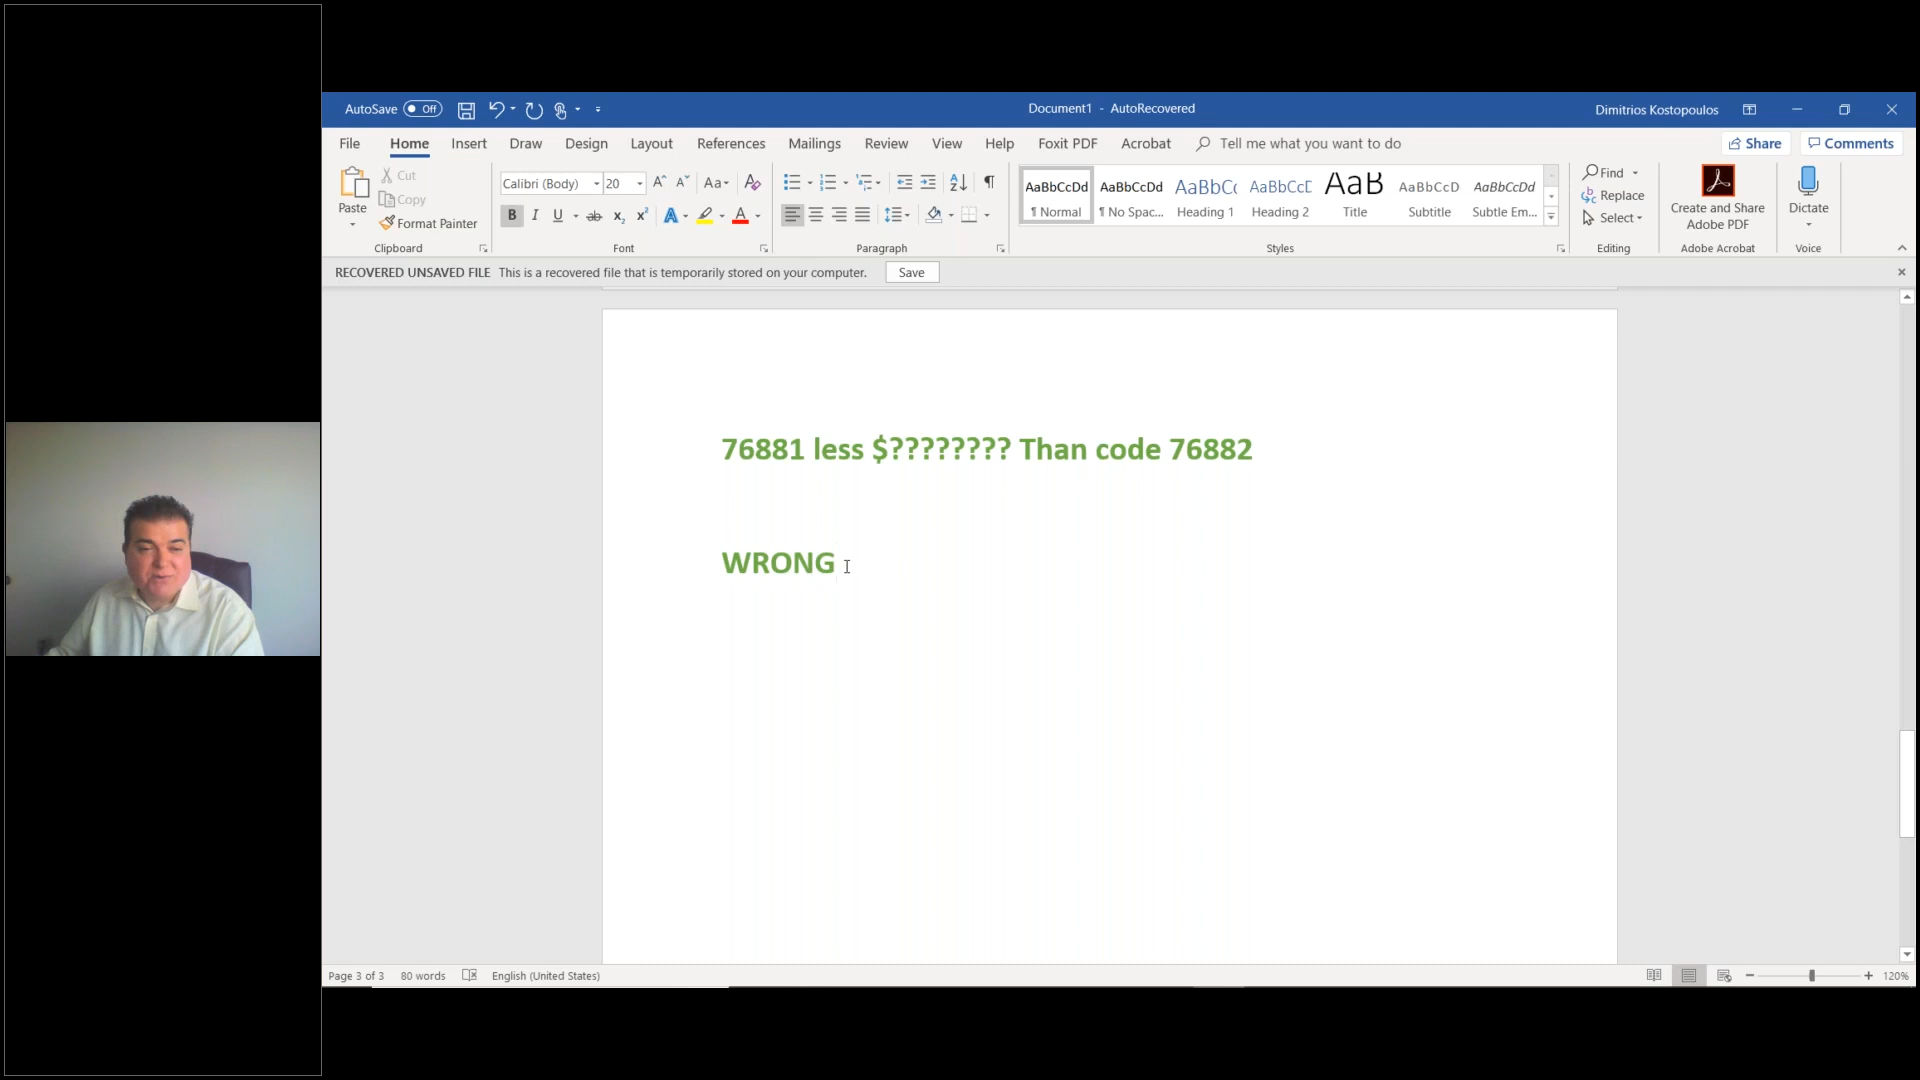 AutoSave Off
Document1 - AutoRecovered
Dimitrios Kostopoulos
File Home Insert Draw Design Layout References Mailings Review View Help Foxit PDF Acrobat Tell me what you want to do
Share Comments
Paste
Cut
Copy
Format Painter
Clipboard
Calibri (Body) 20
Font
Paragraph
AaBbCcDd AaBbCcDd AaBbCc AaBbCcD AaB AaBbCcD AaBbCcDd
¶ Normal ¶ No Spac... Heading 1 Heading 2 Title Subtitle Subtle Em...
Styles
Find
Replace
Select
Editing
Create and Share
Adobe PDF
Adobe Acrobat
Dictate
Voice
RECOVERED UNSAVED FILE This is a recovered file that is temporarily stored on your computer. Save
76881 less $???????? Than code 76882
WRONG
Page 3 of 3 80 words English (United States)
120%